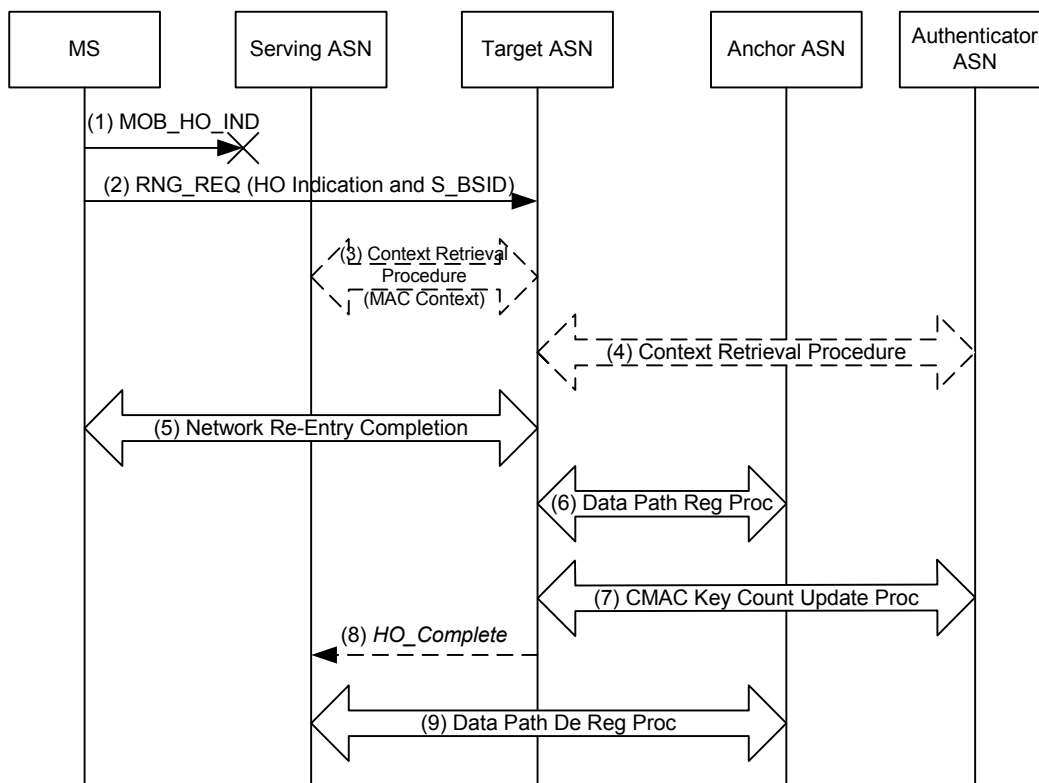 MS
Serving ASN
Target ASN
Anchor ASN
Authenticator
ASN
(1) MOB_HO_IND
(2) RNG_REQ (HO Indication and S_BSID)
(3) Context Retrieval
Procedure
(MAC Context)
(4) Context Retrieval Procedure
(5) Network Re-Entry Completion
(6) Data Path Reg Proc
(7) CMAC Key Count Update Proc
(8) HO_Complete
(9) Data Path De Reg Proc